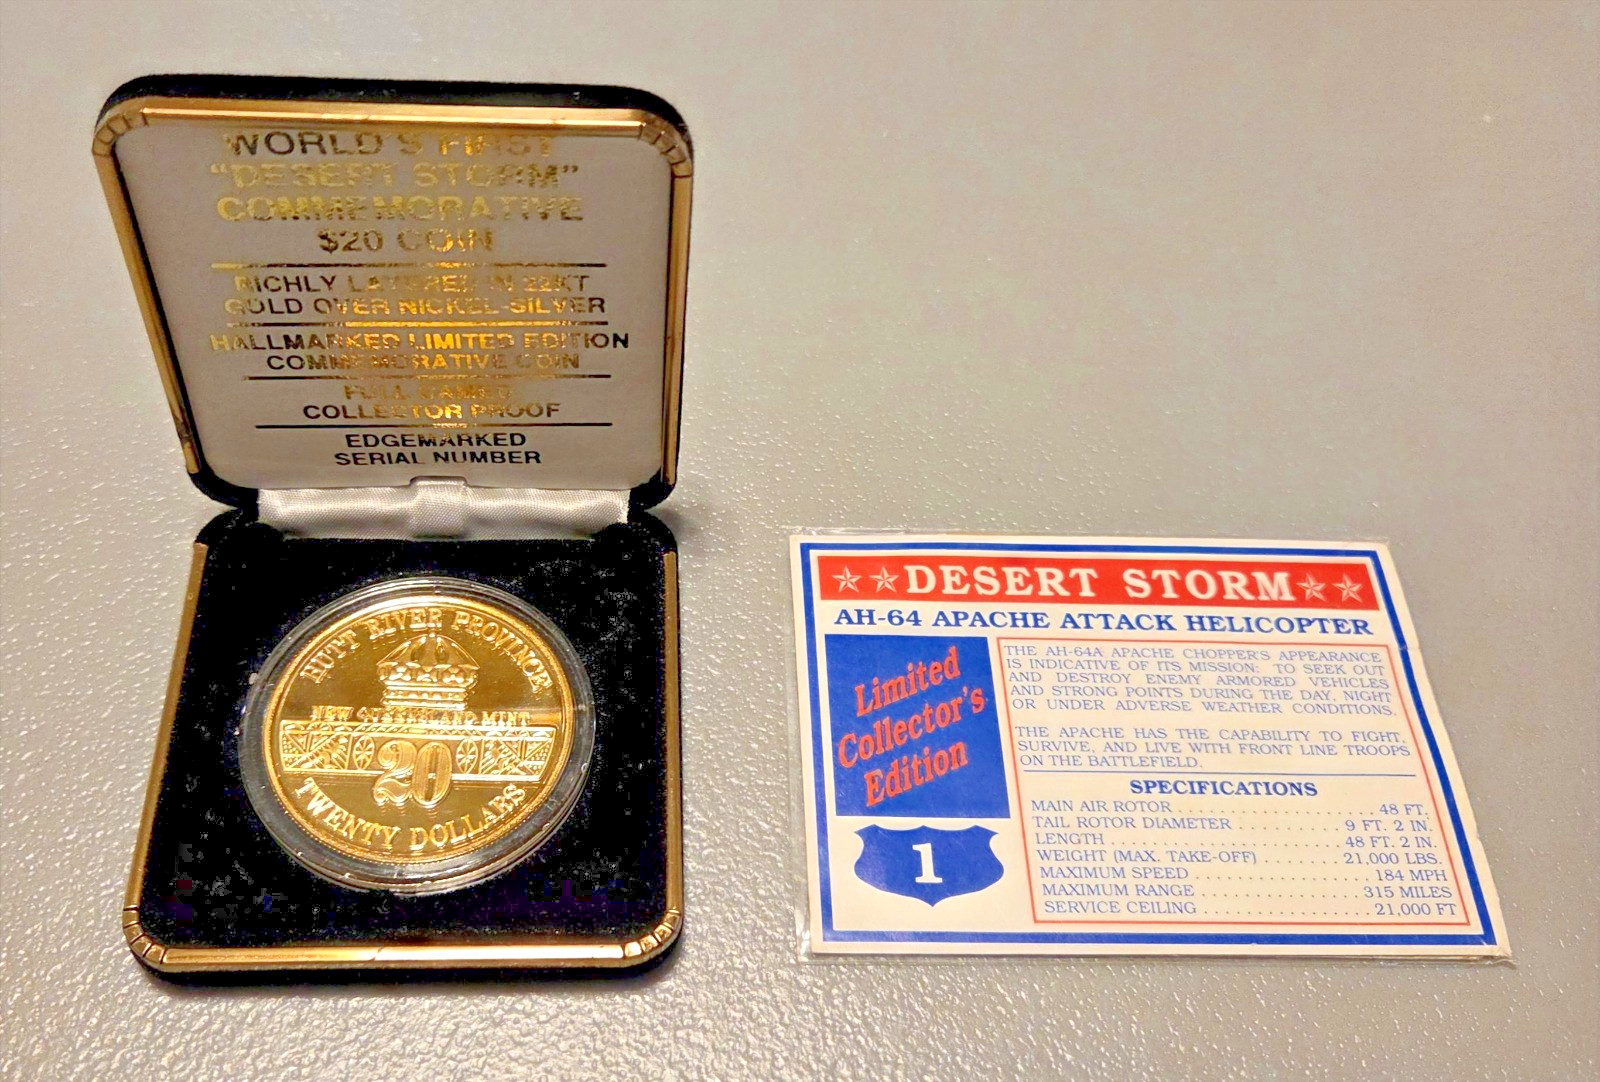 WORLD'S FIRST
"DESERT STORM"
COMMEMORATIVE
$20 COIN
RICHLY LAYERED IN 22KT
GOLD OVER NICKEL-SILVER
HALLMARKED LIMITED EDITION
COMMEMORATIVE COIN
FULL CAMEO
COLLECTOR PROOF
EDGEMARKED
SERIAL NUMBER
HUTT RIVER PROVINCE
NEW QUEENSLAND MINT
20
TWENTY DOLLARS
DESERT STORM
AH-64 APACHE ATTACK HELICOPTER
Limited
Collector's
Edition
1
THE AH-64A APACHE CHOPPER'S APPEARANCE
IS INDICATIVE OF ITS MISSION: TO SEEK OUT
AND DESTROY ENEMY ARMORED VEHICLES
AND STRONG POINTS DURING THE DAY, NIGHT
OR UNDER ADVERSE WEATHER CONDITIONS.
THE APACHE HAS THE CAPABILITY TO FIGHT,
SURVIVE, AND LIVE WITH FRONT LINE TROOPS
ON THE BATTLEFIELD.
SPECIFICATIONS
MAIN AIR ROTOR . . . . . . . . . . . . . . . . . . . 48 FT.
TAIL ROTOR DIAMETER . . . . . . . . . . 9 FT. 2 IN.
LENGTH . . . . . . . . . . . . . . . . . . . . . . 48 FT. 2 IN.
WEIGHT (MAX. TAKE-OFF) . . . . . . 21,000 LBS.
MAXIMUM SPEED . . . . . . . . . . . . . . . . . 184 MPH
MAXIMUM RANGE . . . . . . . . . . . . . . . . 315 MILES
SERVICE CEILING . . . . . . . . . . . . . . . . 21,000 FT